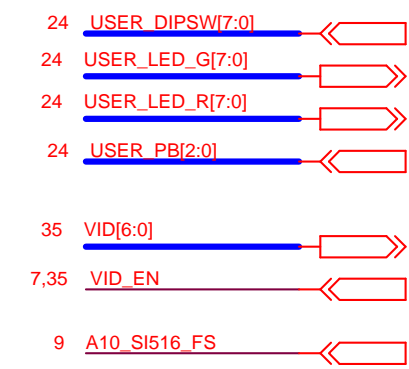 24 USER_DIPSW[7:0]
24 USER_LED_G[7:0]
24 USER_LED_R[7:0]
24 USER_PB[2:0]
35 VID[6:0]
7,35 VID_EN
9 A10_SI516_FS